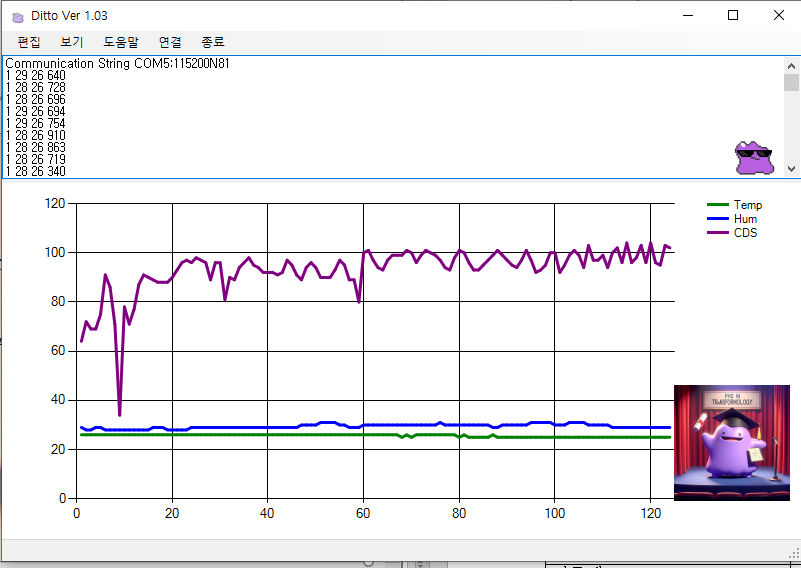 Ditto Ver 1.03
편집 보기 도움말 연결 종료
Communication String COM5:115200N81
1 29 26 640
1 28 26 728
1 28 26 696
1 29 26 694
1 29 26 754
1 28 26 910
1 28 26 863
1 28 26 719
1 28 26 340
120
100
80
60
40
20
0
0 20 40 60 80 100 120
Temp
Hum
CDS
PHD IN
TRANSFORMOLOGY